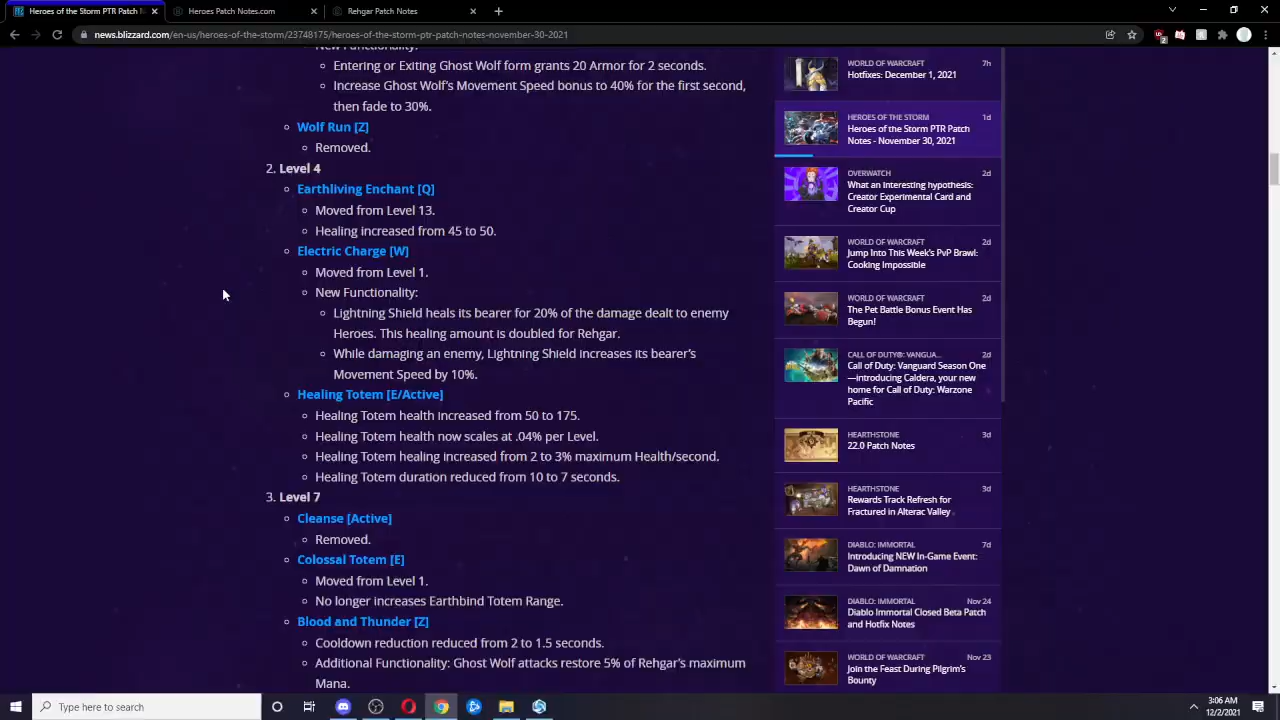 Heroes of the Storm PTR Patch
Heroes Patch Notes.com
Rehgar Patch Notes
news.blizzard.com/en-us/heroes-of-the-storm/23748175/heroes-of-the-storm-ptr-patch-notes-november-30-2021
New Functionality:
Entering or Exiting Ghost Wolf form grants 20 Armor for 2 seconds.
Increase Ghost Wolf's Movement Speed bonus to 40% for the first second,
then fade to 30%.
Wolf Run [Z]
Removed.
2. Level 4
Earthliving Enchant [Q]
Moved from Level 13.
Healing increased from 45 to 50.
Electric Charge [W]
Moved from Level 1.
New Functionality:
Lightning Shield heals its bearer for 20% of the damage dealt to enemy
Heroes. This healing amount is doubled for Rehgar.
While damaging an enemy, Lightning Shield increases its bearer's
Movement Speed by 10%.
Healing Totem [E/Active]
Healing Totem health increased from 50 to 175.
Healing Totem health now scales at .04% per Level.
Healing Totem healing increased from 2 to 3% maximum Health/second.
Healing Totem duration reduced from 10 to 7 seconds.
3. Level 7
Cleanse [Active]
Removed.
Colossal Totem [E]
Moved from Level 1.
No longer increases Earthbind Totem Range.
Blood and Thunder [Z]
Cooldown reduction reduced from 2 to 1.5 seconds.
Additional Functionality: Ghost Wolf attacks restore 5% of Rehgar's maximum
Mana.
WORLD OF WARCRAFT 7h
Hotfixes: December 1, 2021
HEROES OF THE STORM 1d
Heroes of the Storm PTR Patch
Notes - November 30, 2021
OVERWATCH 2d
What an interesting hypothesis:
Creator Experimental Card and
Creator Cup
WORLD OF WARCRAFT 2d
Jump Into This Week's PvP Brawl:
Cooking Impossible
WORLD OF WARCRAFT 2d
The Pet Battle Bonus Event Has
Begun!
CALL OF DUTY®: VANGUA... 2d
Call of Duty: Vanguard Season One
—introducing Caldera, your new
home for Call of Duty: Warzone
Pacific
HEARTHSTONE 3d
22.0 Patch Notes
HEARTHSTONE 3d
Rewards Track Refresh for
Fractured in Alterac Valley
DIABLO: IMMORTAL 7d
Introducing NEW In-Game Event:
Dawn of Damnation
DIABLO: IMMORTAL Nov 24
Diablo Immortal Closed Beta Patch
and Hotfix Notes
WORLD OF WARCRAFT Nov 23
Join the Feast During Pilgrim's
Bounty
Type here to search
3:06 AM
12/2/2021